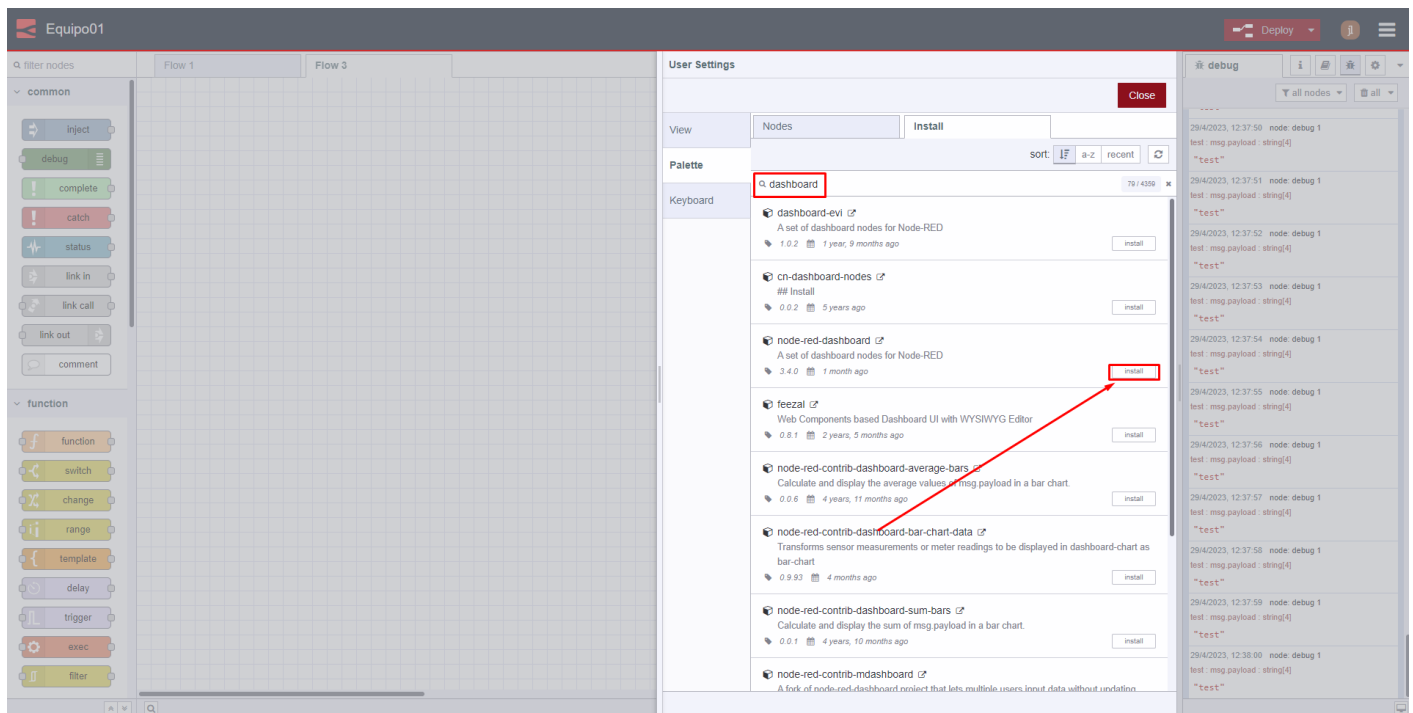 Equipo01
Deploy
jl
filter nodes
Flow 1
Flow 3
common
inject
debug
complete
catch
status
link in
link call
link out
comment
function
function
switch
change
range
template
delay
trigger
exec
filter
User Settings
Close
View
Palette
Keyboard
Nodes
Install
sort:
a-z
recent
dashboard
79 / 4389
dashboard-evi
A set of dashboard nodes for Node-RED
1.0.2 1 year, 9 months ago
install
cn-dashboard-nodes
## Install
0.0.2 5 years ago
install
node-red-dashboard
A set of dashboard nodes for Node-RED
3.4.0 1 month ago
install
feezal
Web Components based Dashboard UI with WYSIWYG Editor
0.8.1 2 years, 5 months ago
install
node-red-contrib-dashboard-average-bars
Calculate and display the average values of msg.payload in a bar chart.
0.0.6 4 years, 11 months ago
install
node-red-contrib-dashboard-bar-chart-data
Transforms sensor measurements or meter readings to be displayed in dashboard-chart as
bar-chart
0.9.93 4 months ago
install
node-red-contrib-dashboard-sum-bars
Calculate and display the sum of msg.payload in a bar chart.
0.0.1 4 years, 10 months ago
install
node-red-contrib-mdashboard
A fork of node-red-dashboard project that lets multiple users input data without updating
debug
i
all nodes
all
29/4/2023, 12:37:50 node: debug 1
test : msg.payload : string[4]
"test"
29/4/2023, 12:37:51 node: debug 1
test : msg.payload : string[4]
"test"
29/4/2023, 12:37:52 node: debug 1
test : msg.payload : string[4]
"test"
29/4/2023, 12:37:53 node: debug 1
test : msg.payload : string[4]
"test"
29/4/2023, 12:37:54 node: debug 1
test : msg.payload : string[4]
"test"
29/4/2023, 12:37:55 node: debug 1
test : msg.payload : string[4]
"test"
29/4/2023, 12:37:56 node: debug 1
test : msg.payload : string[4]
"test"
29/4/2023, 12:37:57 node: debug 1
test : msg.payload : string[4]
"test"
29/4/2023, 12:37:58 node: debug 1
test : msg.payload : string[4]
"test"
29/4/2023, 12:37:59 node: debug 1
test : msg.payload : string[4]
"test"
29/4/2023, 12:38:00 node: debug 1
test : msg.payload : string[4]
"test"